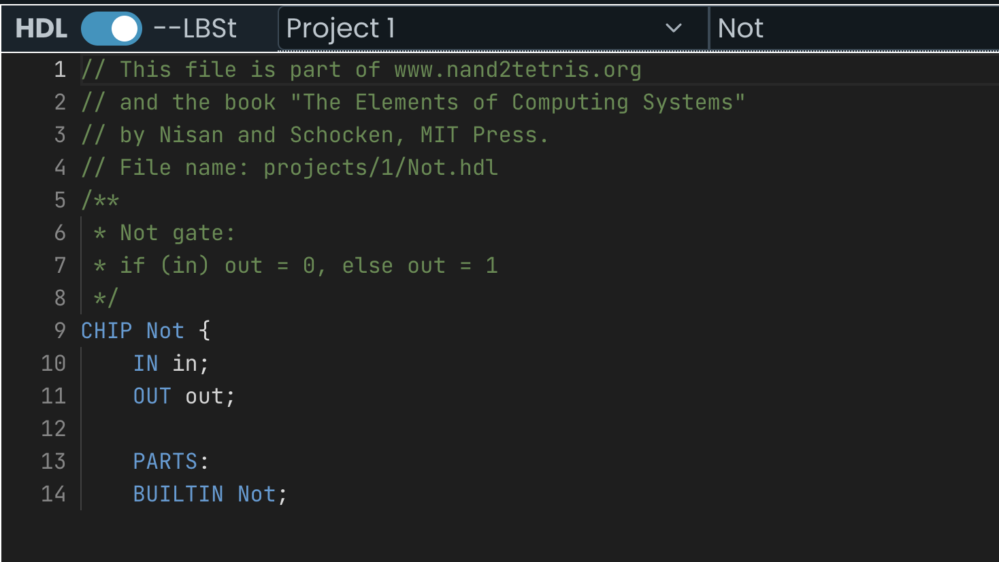 HDL --LBSt Project 1 Not
1 // This file is part of www.nand2tetris.org
2 // and the book "The Elements of Computing Systems"
3 // by Nisan and Schocken, MIT Press.
4 // File name: projects/1/Not.hdl
5 /**
6  * Not gate:
7  * if (in) out = 0, else out = 1
8  */
9 CHIP Not {
10     IN in;
11     OUT out;
12
13     PARTS:
14     BUILTIN Not;